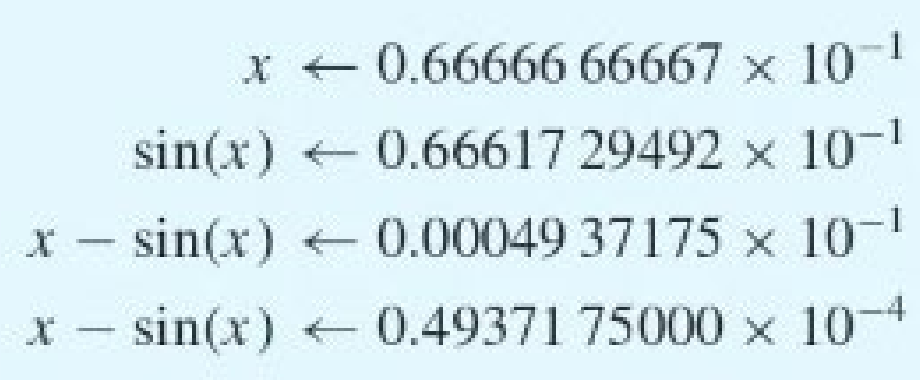 x ← 0.66666 66667 × 10⁻¹
sin(x) ← 0.66617 29492 × 10⁻¹
x − sin(x) ← 0.00049 37175 × 10⁻¹
x − sin(x) ← 0.49371 75000 × 10⁻⁴